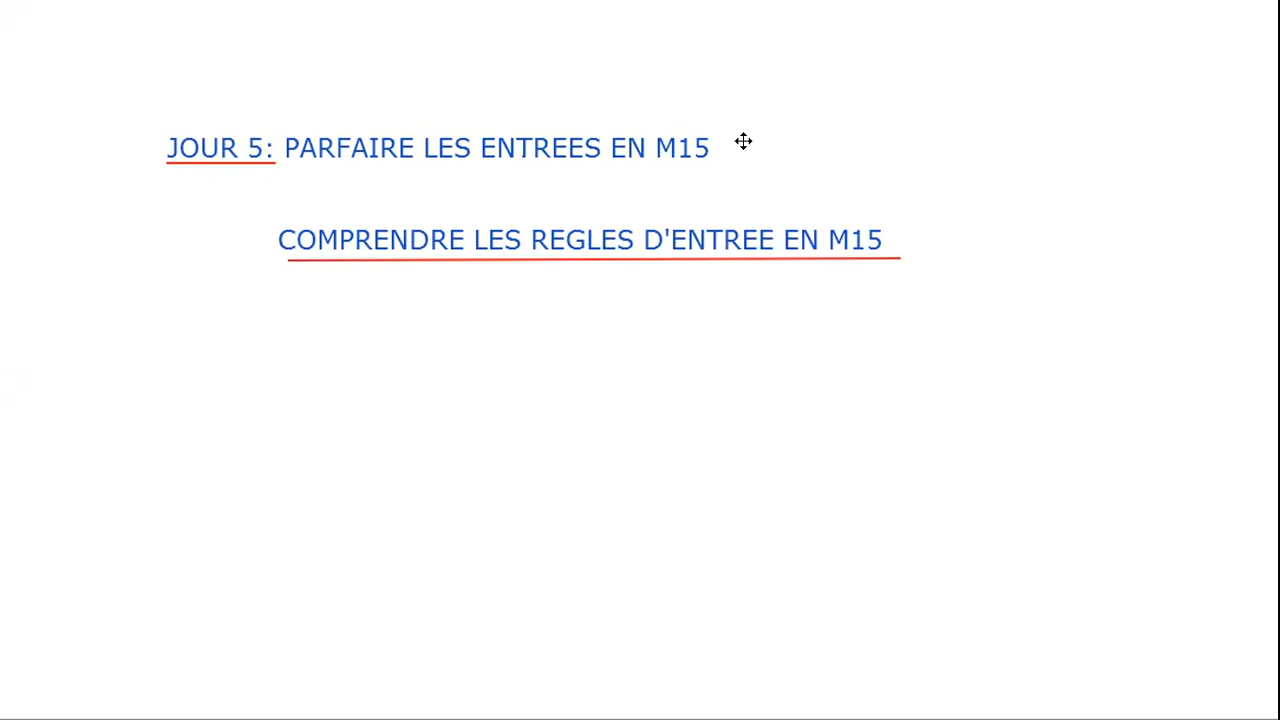 JOUR 5: PARFAIRE LES ENTREES EN M15
COMPRENDRE LES REGLES D'ENTREE EN M15